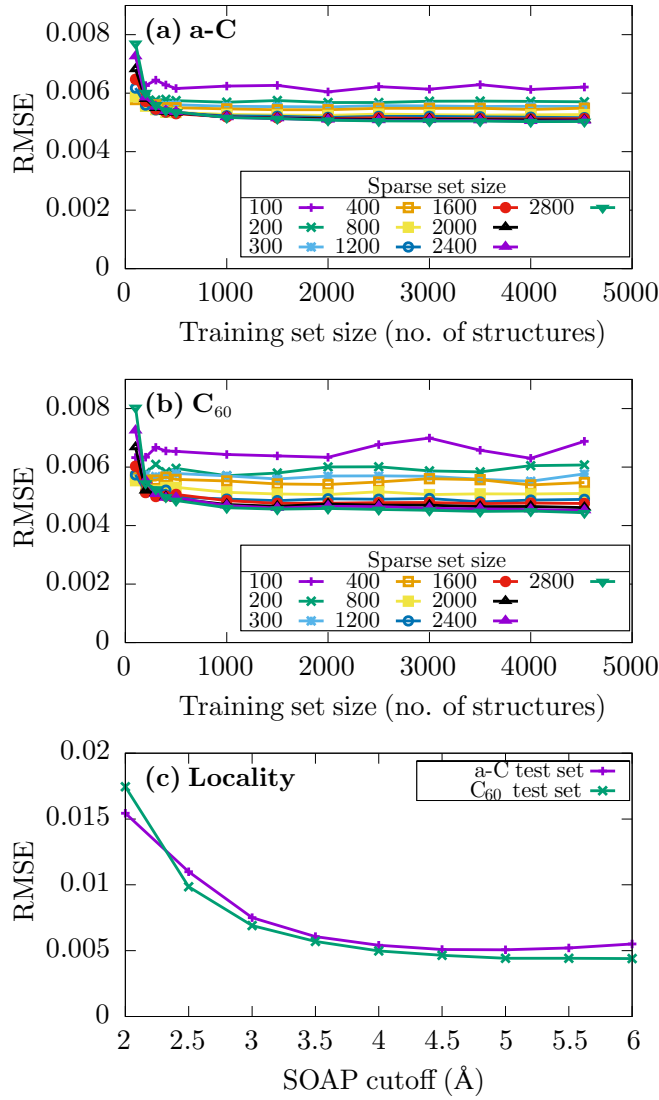 (a) a-C
0.008
0.006
0.004
0.002
0
RMSE
Sparse set size
100 400 1600 2800
200 800 2000
300 1200 2400
0 1000 2000 3000 4000 5000
Training set size (no. of structures)
(b) C₆₀
0.008
0.006
0.004
0.002
0
RMSE
Sparse set size
100 400 1600 2800
200 800 2000
300 1200 2400
0 1000 2000 3000 4000 5000
Training set size (no. of structures)
(c) Locality
a-C test set
C₆₀ test set
0.02
0.015
0.01
0.005
0
RMSE
2 2.5 3 3.5 4 4.5 5 5.5 6
SOAP cutoff (Å)